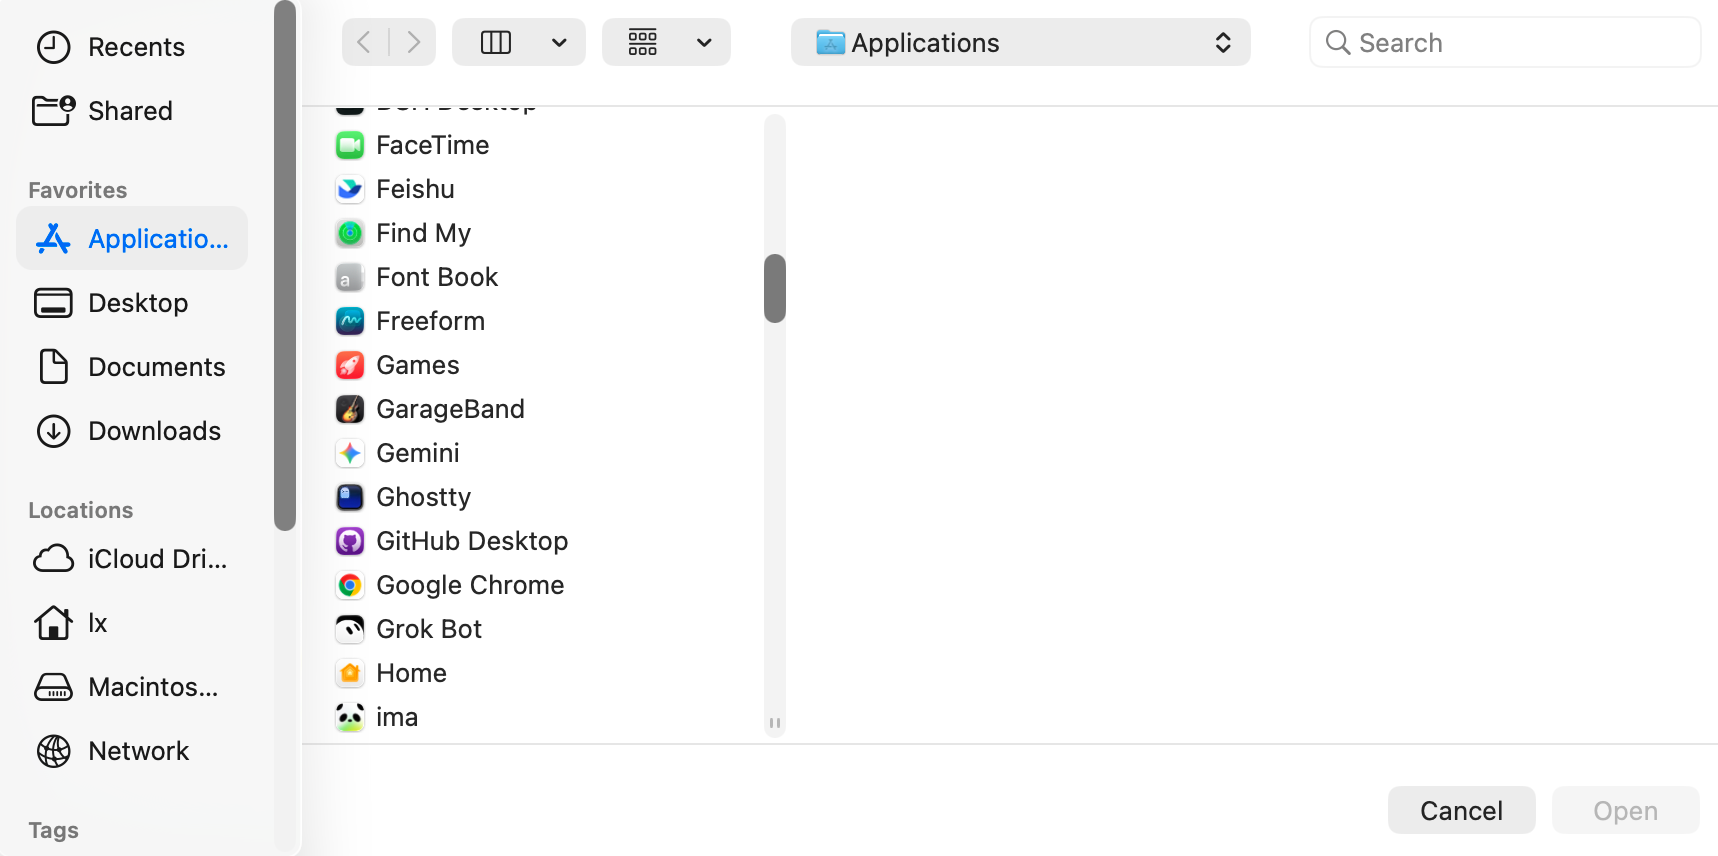 Recents
Shared
Favorites
Applicatio...
Desktop
Documents
Downloads
Locations
iCloud Dri...
lx
Macintos...
Network
Tags
Applications
Search
FaceTime
Feishu
Find My
Font Book
Freeform
Games
GarageBand
Gemini
Ghostty
GitHub Desktop
Google Chrome
Grok Bot
Home
ima
Cancel
Open